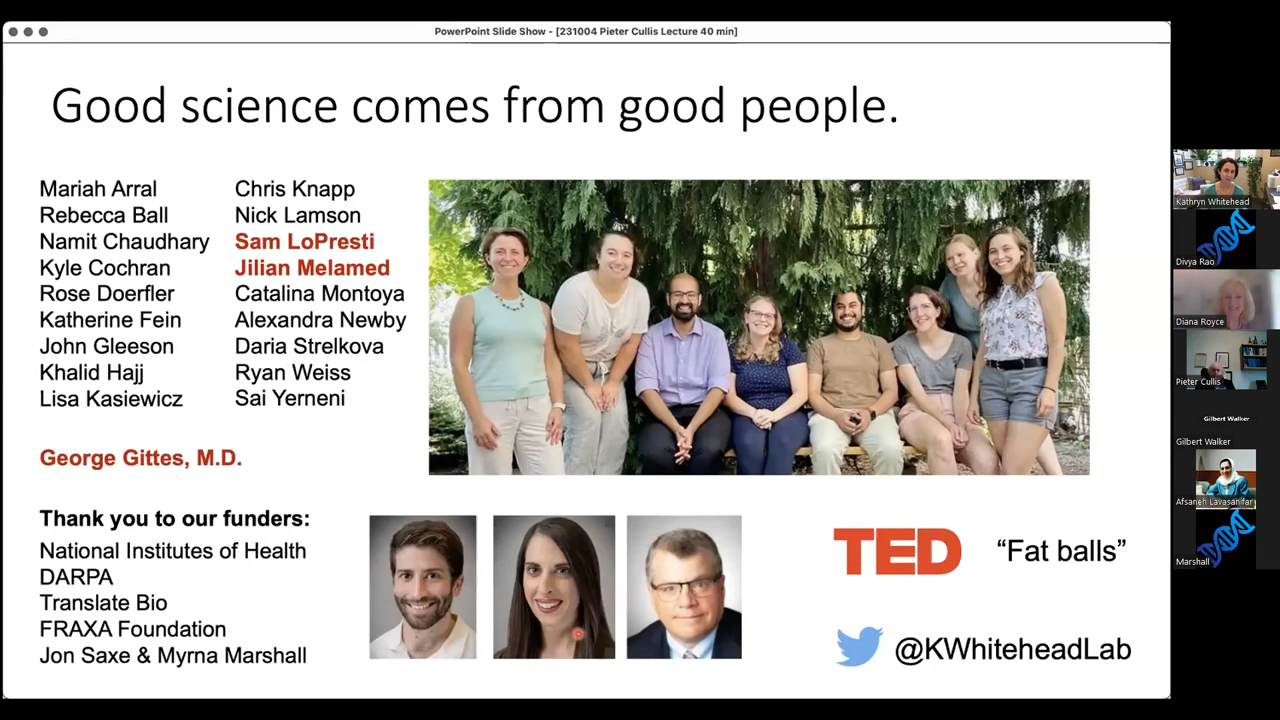 PowerPoint Slide Show - [231004 Pieter Cullis Lecture 40 min]
Good science comes from good people.
Mariah Arral
Rebecca Ball
Namit Chaudhary
Kyle Cochran
Rose Doerfler
Katherine Fein
John Gleeson
Khalid Hajj
Lisa Kasiewicz
Chris Knapp
Nick Lamson
Sam LoPresti
Jilian Melamed
Catalina Montoya
Alexandra Newby
Daria Strelkova
Ryan Weiss
Sai Yerneni
George Gittes, M.D.
Thank you to our funders:
National Institutes of Health
DARPA
Translate Bio
FRAXA Foundation
Jon Saxe & Myrna Marshall
TED
“Fat balls”
@KWhiteheadLab
Kathryn Whitehead
Divya Rao
Diana Royce
Pieter Cullis
Gilbert Walker
Gilbert Walker
Afsaneh Lavasanifar
Marshall